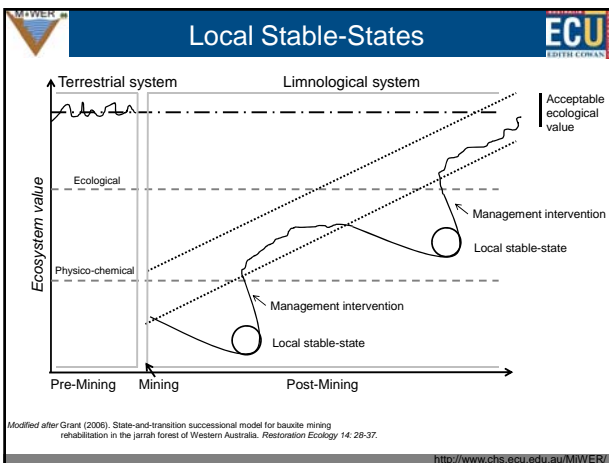 MiWER
Local Stable-States
AUSTRALIA
ECU
EDITH COWAN
Terrestrial system
Limnological system
Acceptable
ecological
value
Ecological
Management intervention
Local stable-state
Physico-chemical
Management intervention
Local stable-state
Ecosystem value
Pre-Mining
Mining
Post-Mining
Modified after Grant (2006). State-and-transition successional model for bauxite mining
rehabilitation in the jarrah forest of Western Australia. Restoration Ecology 14: 28-37.
http://www.chs.ecu.edu.au/MiWER/